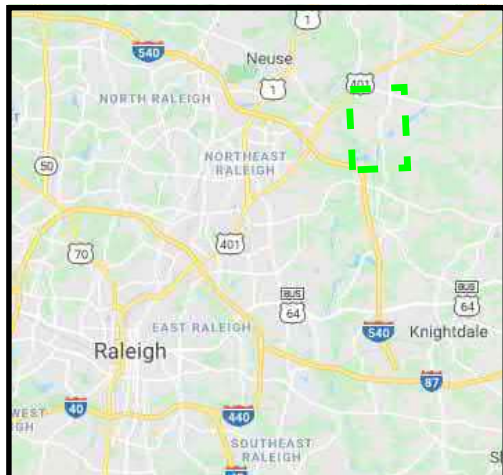 1
540
Neuse
401
1
NORTH RALEIGH
NORTHEAST
RALEIGH
50
401
70
BUS
64
BUS
64
EAST RALEIGH
540
Knightdale
Raleigh
87
40
WEST
IGH
440
SOUTHEAST
RALEIGH